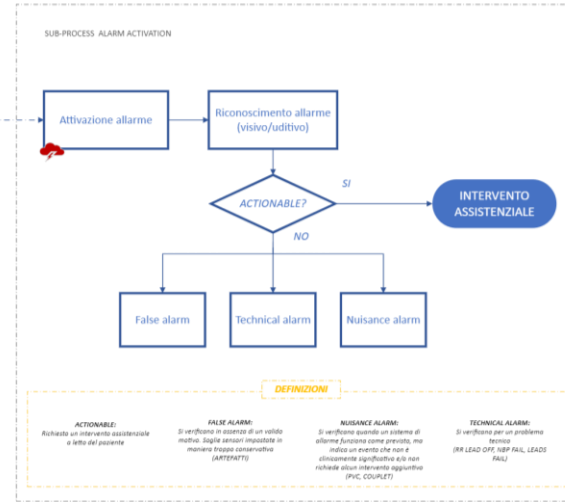 SUB-PROCESS ALARM ACTIVATION
Attivazione allarme
Riconoscimento allarme
(visivo/uditivo)
ACTIONABLE?
SI
INTERVENTO
ASSISTENZIALE
NO
False alarm
Technical alarm
Nuisance alarm
DEFINIZIONI
ACTIONABLE:
Richiesto un intervento assistenziale
a letto del paziente
FALSE ALARM:
Si verificano in assenza di un valido
motivo. Soglie sensori impostate in
maniera troppo conservativa
(ARTEFATTI)
NUISANCE ALARM:
Si verificano quando un sistema di
allarme funziona come previsto, ma
indica un evento che non è
clinicamente significativo e/o non
richiede alcun intervento aggiuntivo
(PVC, COUPLET)
TECHNICAL ALARM:
Si verificano per un problema
tecnico
(RR LEAD OFF, NBP FAIL, LEADS
FAIL)